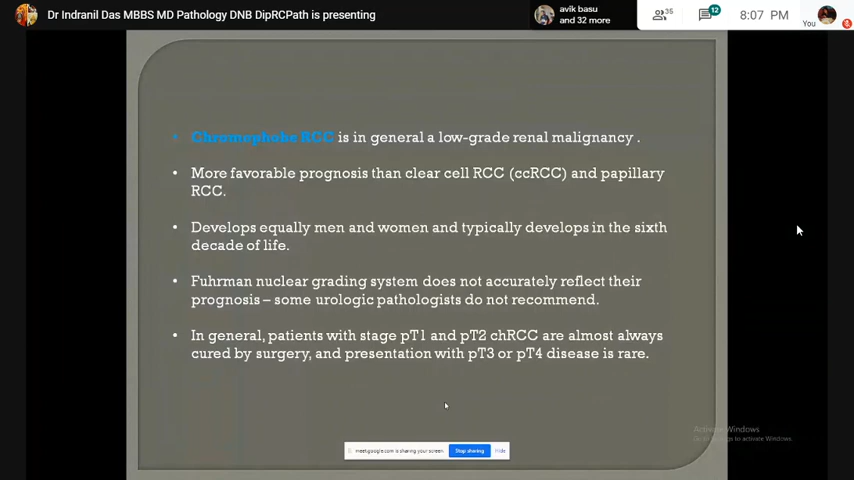 Dr Indranil Das MBBS MD Pathology DNB DipRCPath is presenting
avik basu
and 32 more
35
12
8:07 PM
You
• Chromophobe RCC is in general a low-grade renal malignancy .
• More favorable prognosis than clear cell RCC (ccRCC) and papillary
RCC.
• Develops equally men and women and typically develops in the sixth
decade of life.
• Fuhrman nuclear grading system does not accurately reflect their
prognosis – some urologic pathologists do not recommend.
• In general, patients with stage pT1 and pT2 chRCC are almost always
cured by surgery, and presentation with pT3 or pT4 disease is rare.
Activate Windows
to activate Windows.
meet.google.com is sharing your screen.
Stop sharing
Hide